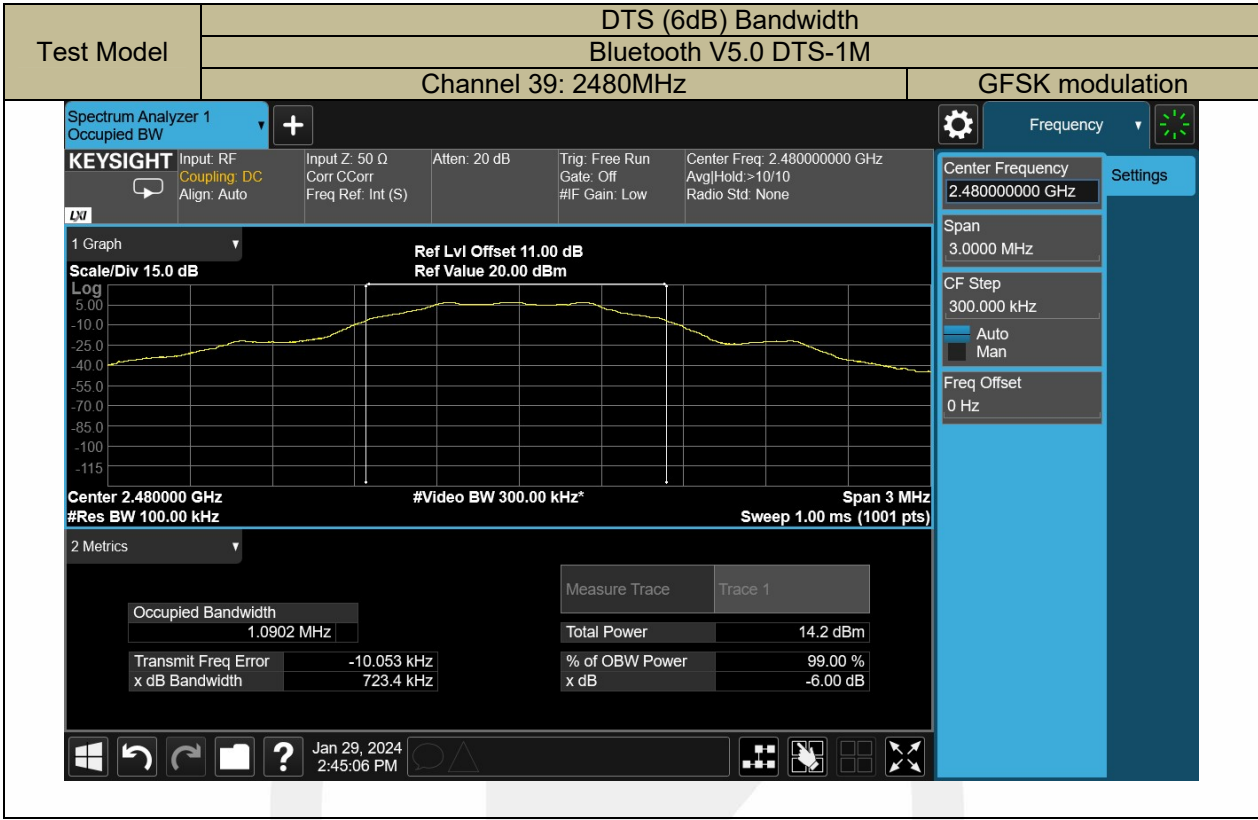 Test Model
DTS (6dB) Bandwidth
Bluetooth V5.0 DTS-1M
Channel 39: 2480MHz
GFSK modulation
Spectrum Analyzer 1
Occupied BW
+
Frequency
KEYSIGHT
LXI
Input: RF
Coupling: DC
Align: Auto
Input Z: 50 Ω
Corr CCorr
Freq Ref: Int (S)
Atten: 20 dB
Trig: Free Run
Gate: Off
#IF Gain: Low
Center Freq: 2.480000000 GHz
Avg|Hold:>10/10
Radio Std: None
Center Frequency
2.480000000 GHz
Settings
Span
3.0000 MHz
CF Step
300.000 kHz
Auto
Man
Freq Offset
0 Hz
1 Graph
Scale/Div 15.0 dB
Ref Lvl Offset 11.00 dB
Ref Value 20.00 dBm
Log
5.00
-10.0
-25.0
-40.0
-55.0
-70.0
-85.0
-100
-115
Center 2.480000 GHz
#Video BW 300.00 kHz*
Span 3 MHz
#Res BW 100.00 kHz
Sweep 1.00 ms (1001 pts)
2 Metrics
Measure Trace
Trace 1
Occupied Bandwidth
1.0902 MHz
Total Power
14.2 dBm
Transmit Freq Error
-10.053 kHz
% of OBW Power
99.00 %
x dB Bandwidth
723.4 kHz
x dB
-6.00 dB
?
Jan 29, 2024
2:45:06 PM